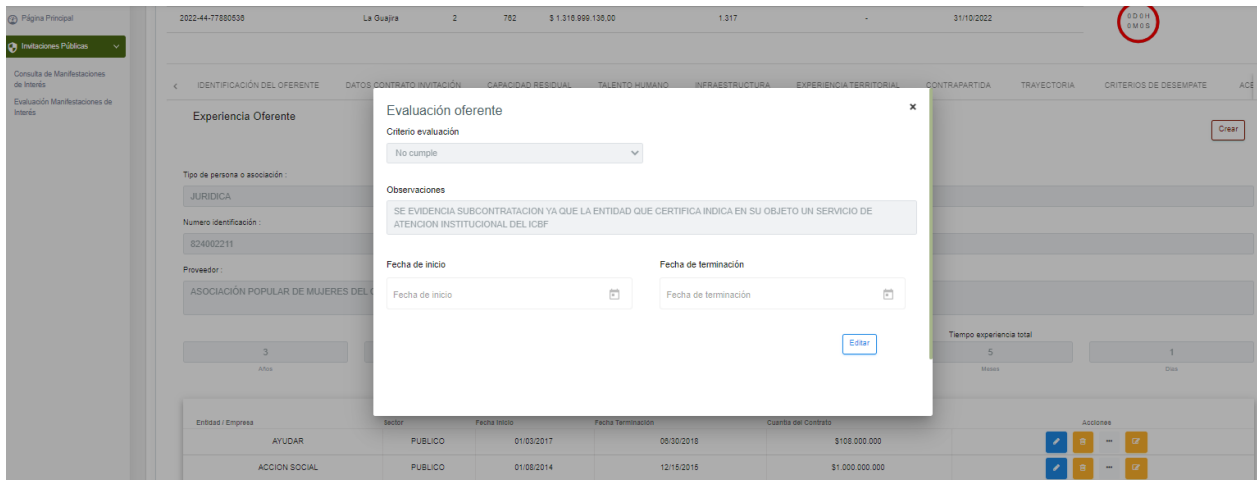 Página Principal
2022-44-77880536 La Guajira 2 762 $ 1.316.999.136,00 1.317 - 31/10/2022
8D0H
0M0G
Invitaciones Públicas
Consulta de Manifestaciones
de Interés
IDENTIFICACIÓN DEL OFERENTE DATOS CONTRATO INVITACIÓN CAPACIDAD RESIDUAL TALENTO HUMANO INFRAESTRUCTURA EXPERIENCIA TERRITORIAL CONTRAPARTIDA TRAYECTORIA CRITERIOS DE DESEMPATE ACE
Evaluación Manifestaciones de
Interés
Experiencia Oferente
Evaluación oferente
×
Criterio evaluación
Crear
No cumple
Tipo de persona o asociación :
Observaciones
JURIDICA
SE EVIDENCIA SUBCONTRATACION YA QUE LA ENTIDAD QUE CERTIFICA INDICA EN SU OBJETO UN SERVICIO DE
ATENCION INSTITUCIONAL DEL ICBF
Numero identificación :
824002211
Fecha de inicio Fecha de terminación
Proveedor :
ASOCIACIÓN POPULAR DE MUJERES DEL
Fecha de inicio Fecha de terminación
Tiempo experiencia total
Editar
3 5 1
Años Meses Días
Entidad / Empresa Sector Fecha Inicio Fecha Terminación Cuantia del Contrato Acciones
AYUDAR PUBLICO 01/03/2017 06/30/2018 $108.000.000
ACCION SOCIAL PUBLICO 01/08/2014 12/15/2015 $1.000.000.000